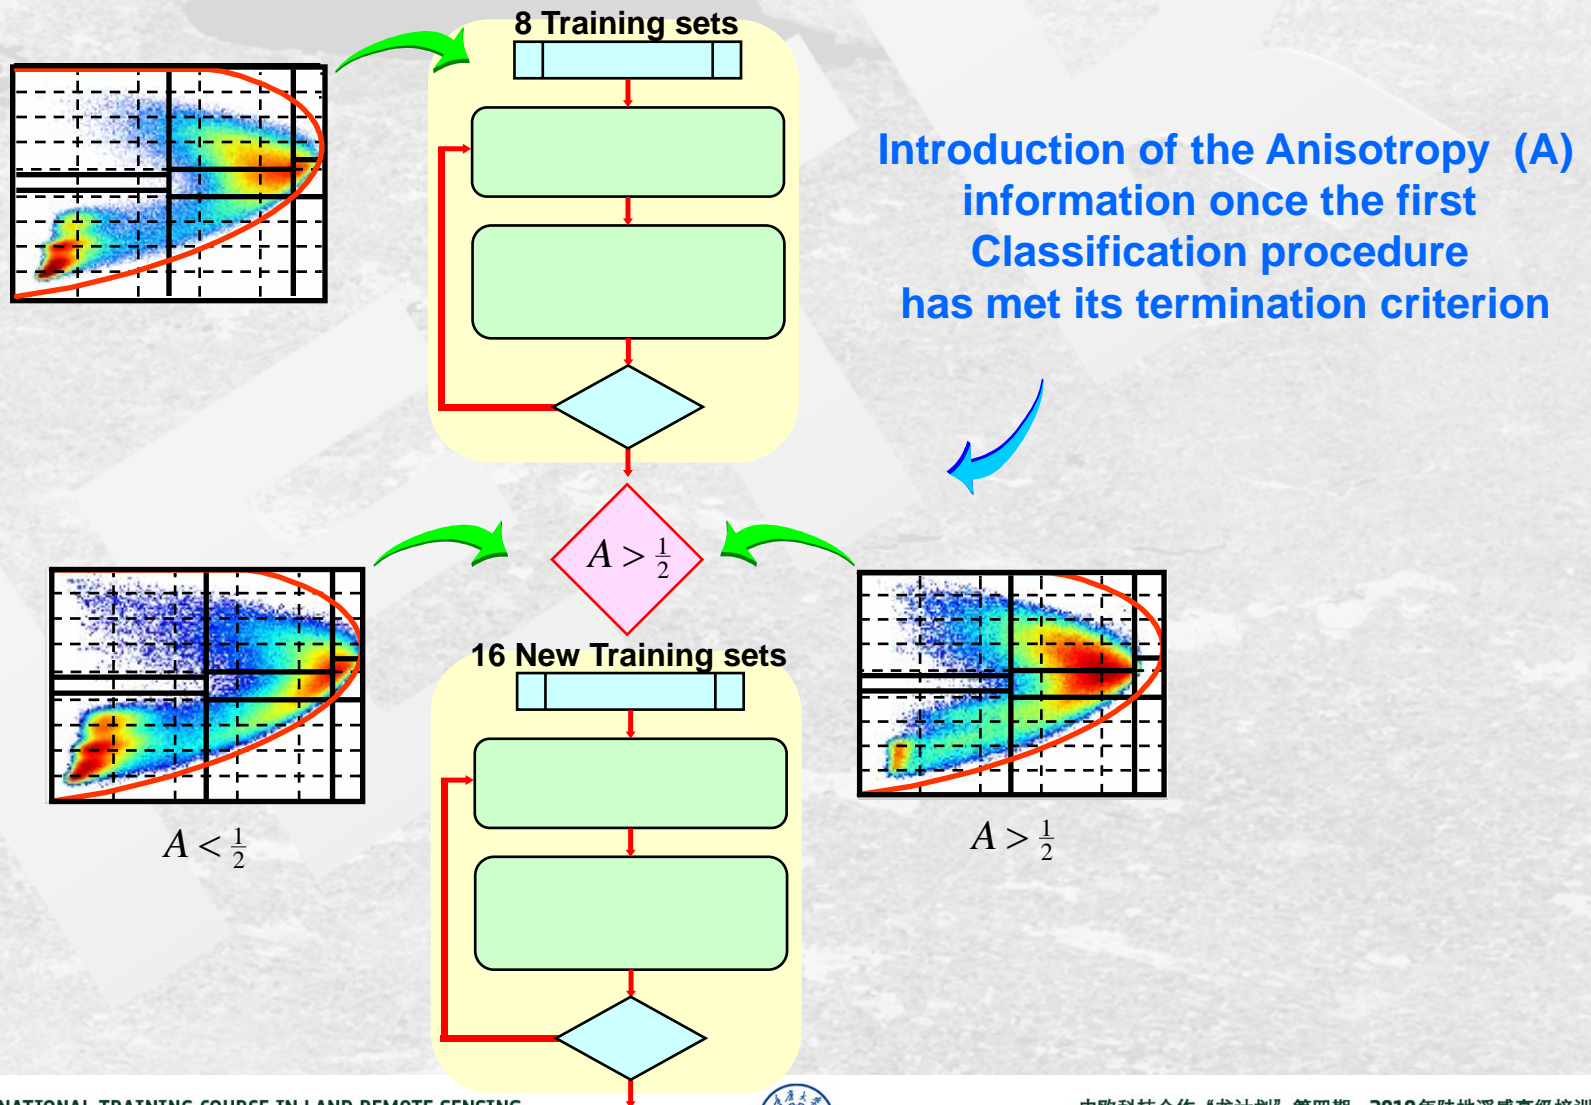 8 Training sets
Introduction of the Anisotropy (A)
information once the first
Classification procedure
has met its termination criterion
A > 1/2
16 New Training sets
A < 1/2
A > 1/2